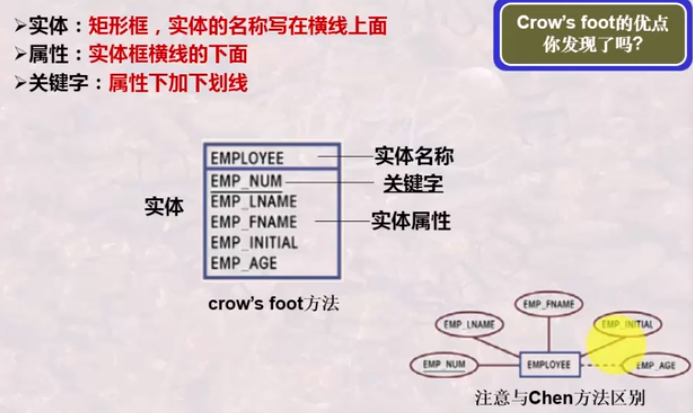 ➢实体：矩形框，实体的名称写在横线上面
➢属性：实体框横线的下面
➢关键字：属性下加下划线
Crow's foot的优点
你发现了吗?
EMPLOYEE
实体名称
EMP_NUM
关键字
实体
EMP_LNAME
EMP_FNAME
实体属性
EMP_INITIAL
EMP_AGE
crow's foot方法
EMP_FNAME
EMP_LNAME
EMP_INITIAL
EMP_NUM
EMPLOYEE
EMP_AGE
注意与Chen方法区别